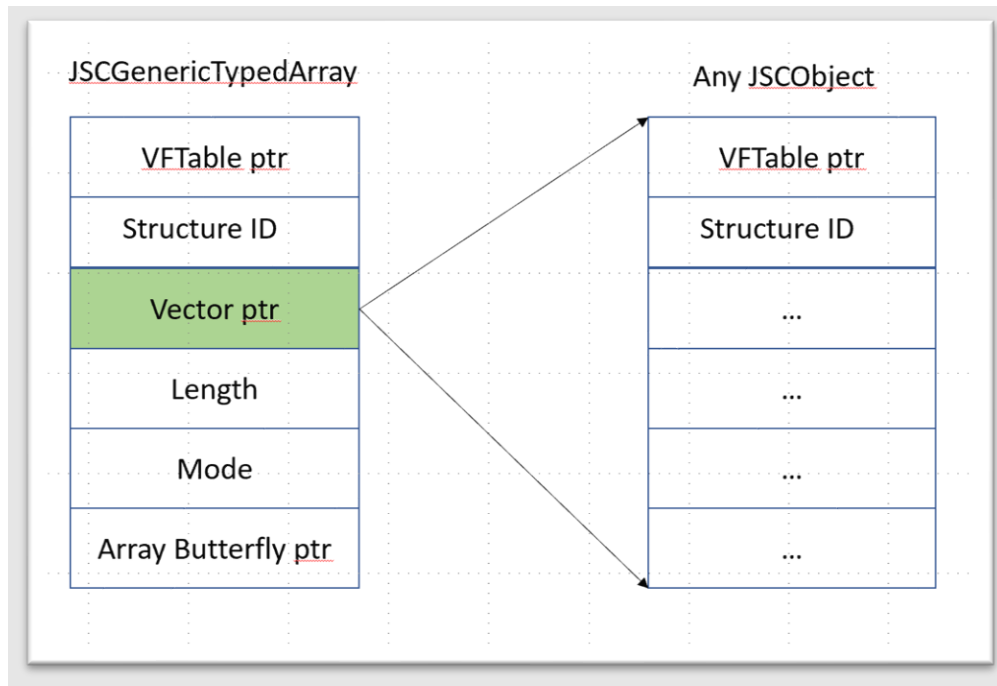 JSCGenericTypedArray
VFTable ptr
Structure ID
Vector ptr
Length
Mode
Array Butterfly ptr
Any JSCObject
VFTable ptr
Structure ID
...
...
...
...